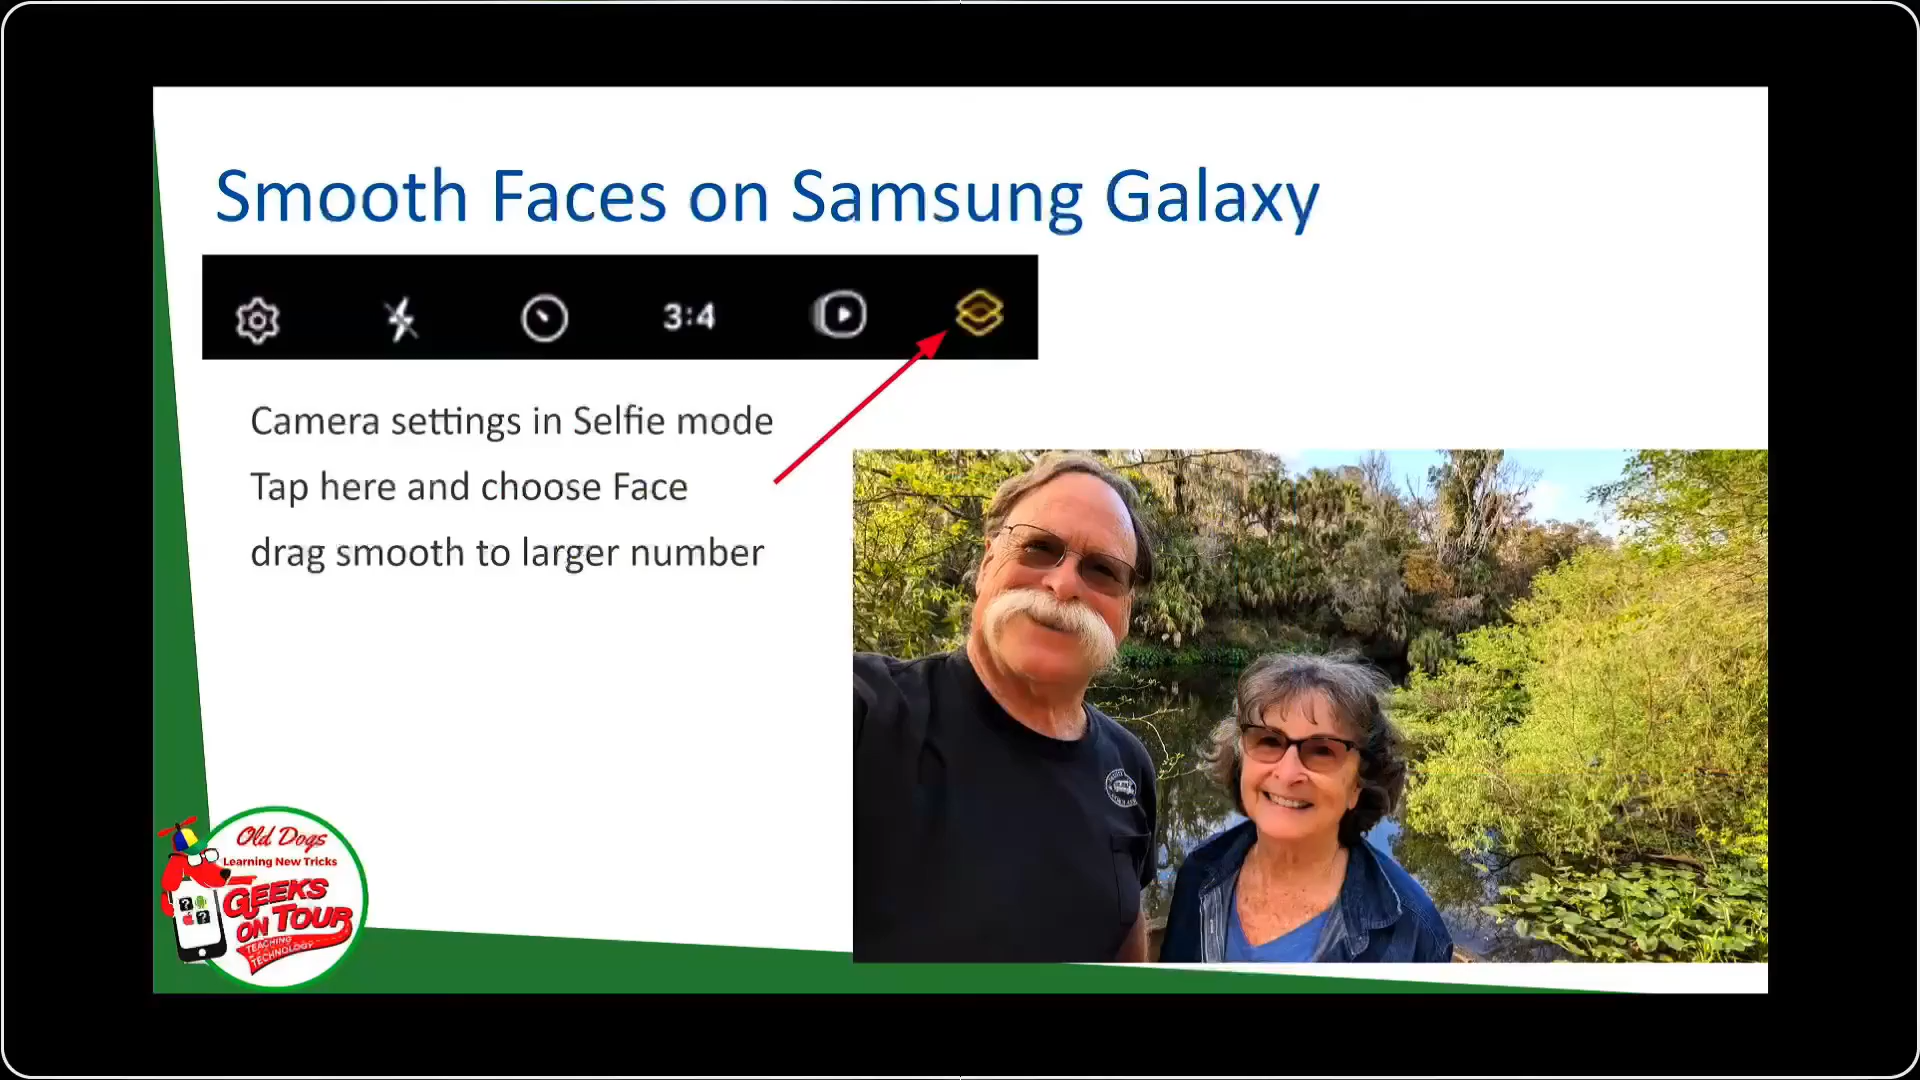 Smooth Faces on Samsung Galaxy
3:4
Camera settings in Selfie mode
Tap here and choose Face
drag smooth to larger number
Old Dogs
Learning New Tricks
GEEKS
ON TOUR
TEACHING
TECHNOLOGY
? 
?